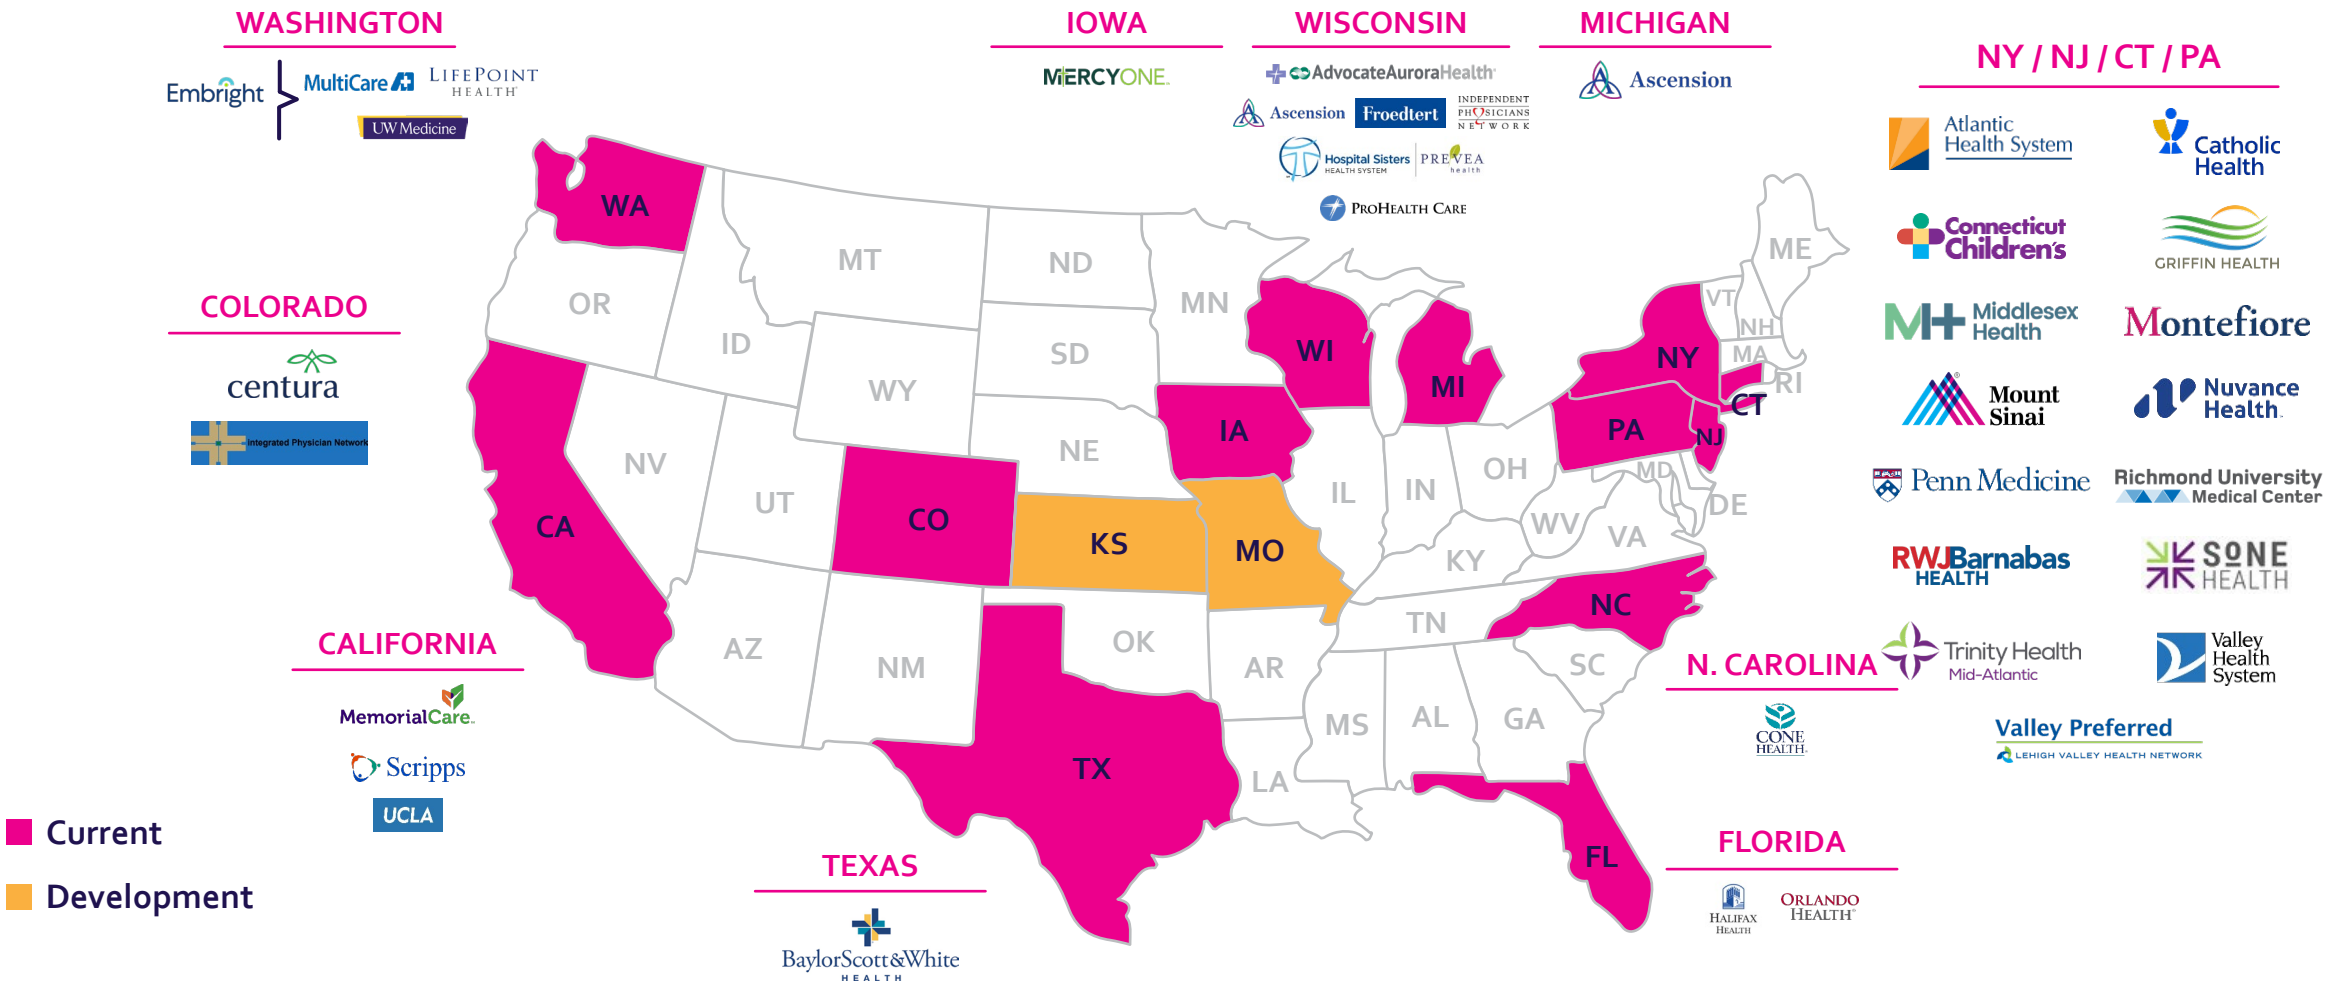 WASHINGTON
Embright
MultiCare
LIFEPOINT
HEALTH
UW Medicine
IOWA
MERCYONE
WISCONSIN
AdvocateAuroraHealth
Ascension
Froedtert
INDEPENDENT
PHYSICIANS
NETWORK
Hospital Sisters
HEALTH SYSTEM
PREVEA
health
PROHEALTH CARE
MICHIGAN
Ascension
NY / NJ / CT / PA
Atlantic
Health System
Catholic
Health
Connecticut
Children's
GRIFFIN HEALTH
Middlesex
Health
Montefiore
Mount
Sinai
Nuvance
Health
Penn Medicine
Richmond University
Medical Center
RWJBarnabas
HEALTH
SONE
HEALTH
Trinity Health
Mid-Atlantic
Valley
Health
System
Valley Preferred
LEHIGH VALLEY HEALTH NETWORK
COLORADO
centura
Integrated Physician Network
CALIFORNIA
MemorialCare
Scripps
UCLA
TEXAS
BaylorScott&White
HEALTH
N. CAROLINA
CONE
HEALTH
FLORIDA
HALIFAX
HEALTH
ORLANDO
HEALTH
WA
OR
CA
ID
NV
MT
WY
UT
AZ
CO
NM
ND
SD
NE
KS
OK
TX
MN
IA
MO
AR
LA
WI
IL
MI
IN
OH
KY
TN
MS
AL
GA
FL
SC
NC
VA
WV
MD
DE
PA
NJ
NY
CT
RI
MA
VT
NH
ME
Current
Development